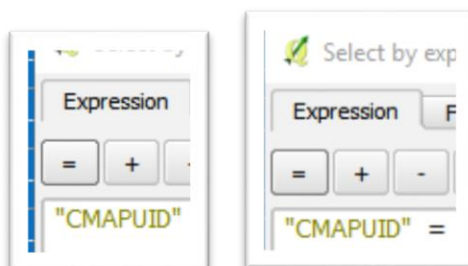 Expression
= + -
"CMAPUID"
Select by exp
Expression F
= + -
"CMAPUID" =